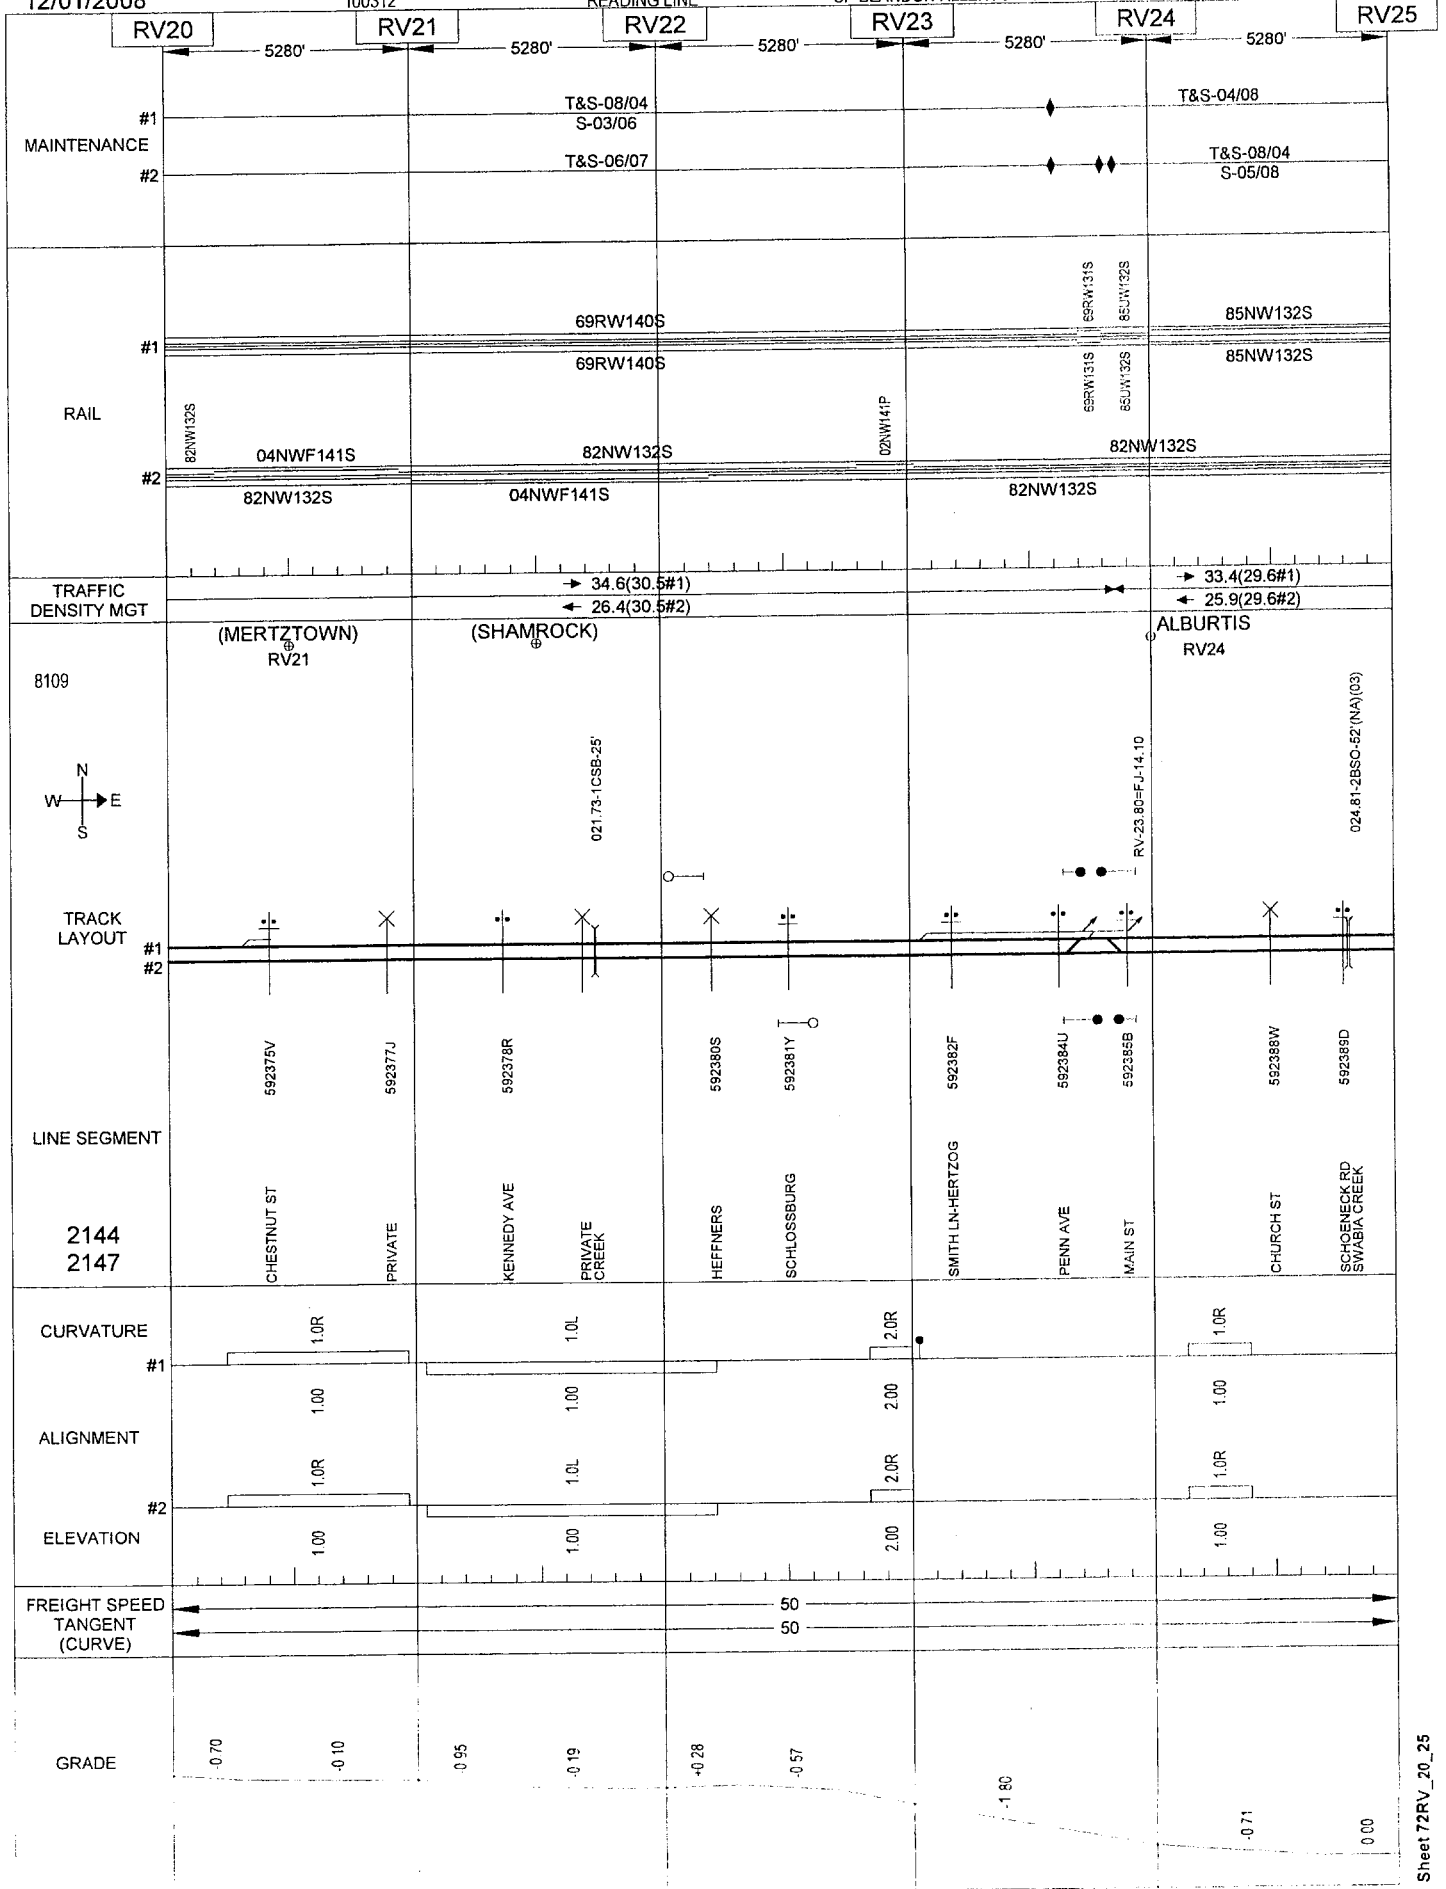 12/01/2008
100312
READING LINE
RV20
RV21
RV22
RV23
RV24
RV25
5280'
5280'
5280'
5280'
5280'
MAINTENANCE
#1
T&S-08/04
S-03/06
T&S-04/08
#2
T&S-06/07
T&S-08/04
S-05/08
RAIL
#1
69RW140S
69RW140S
69RW131S
85UW132S
69RW131S
85UW132S
85NW132S
85NW132S
#2
82NW132S
04NWF141S
82NW132S
82NW132S
04NWF141S
02NW141P
82NW132S
82NW132S
TRAFFIC
DENSITY MGT
34.6(30.5#1)
26.4(30.5#2)
33.4(29.6#1)
25.9(29.6#2)
(MERTZTOWN)
RV21
(SHAMROCK)
ALBURTIS
RV24
8109
N
W E
S
021.73-1CSB-25'
RV-23.80=FJ-14.10
024.81-2BSO-52'(NA)(03)
TRACK
LAYOUT
#1
#2
592375V
592377J
592378R
592380S
592381Y
592382F
592384U
592385B
592388W
592389D
LINE SEGMENT
2144
2147
CHESTNUT ST
PRIVATE
KENNEDY AVE
PRIVATE
CREEK
HEFFNERS
SCHLOSSBURG
SMITH LN-HERTZOG
PENN AVE
MAIN ST
CHURCH ST
SCHOENECK RD
SWABIA CREEK
CURVATURE
#1
1.0R
1.0L
2.0R
1.0R
1.00
1.00
2.00
1.00
ALIGNMENT
#2
1.0R
1.0L
2.0R
1.0R
ELEVATION
1.00
1.00
2.00
1.00
FREIGHT SPEED
TANGENT
(CURVE)
50
50
GRADE
-0.70
-0.10
-0.95
-0.19
+0.28
-0.57
-1.80
-0.71
0.00
Sheet 72RV_20_25